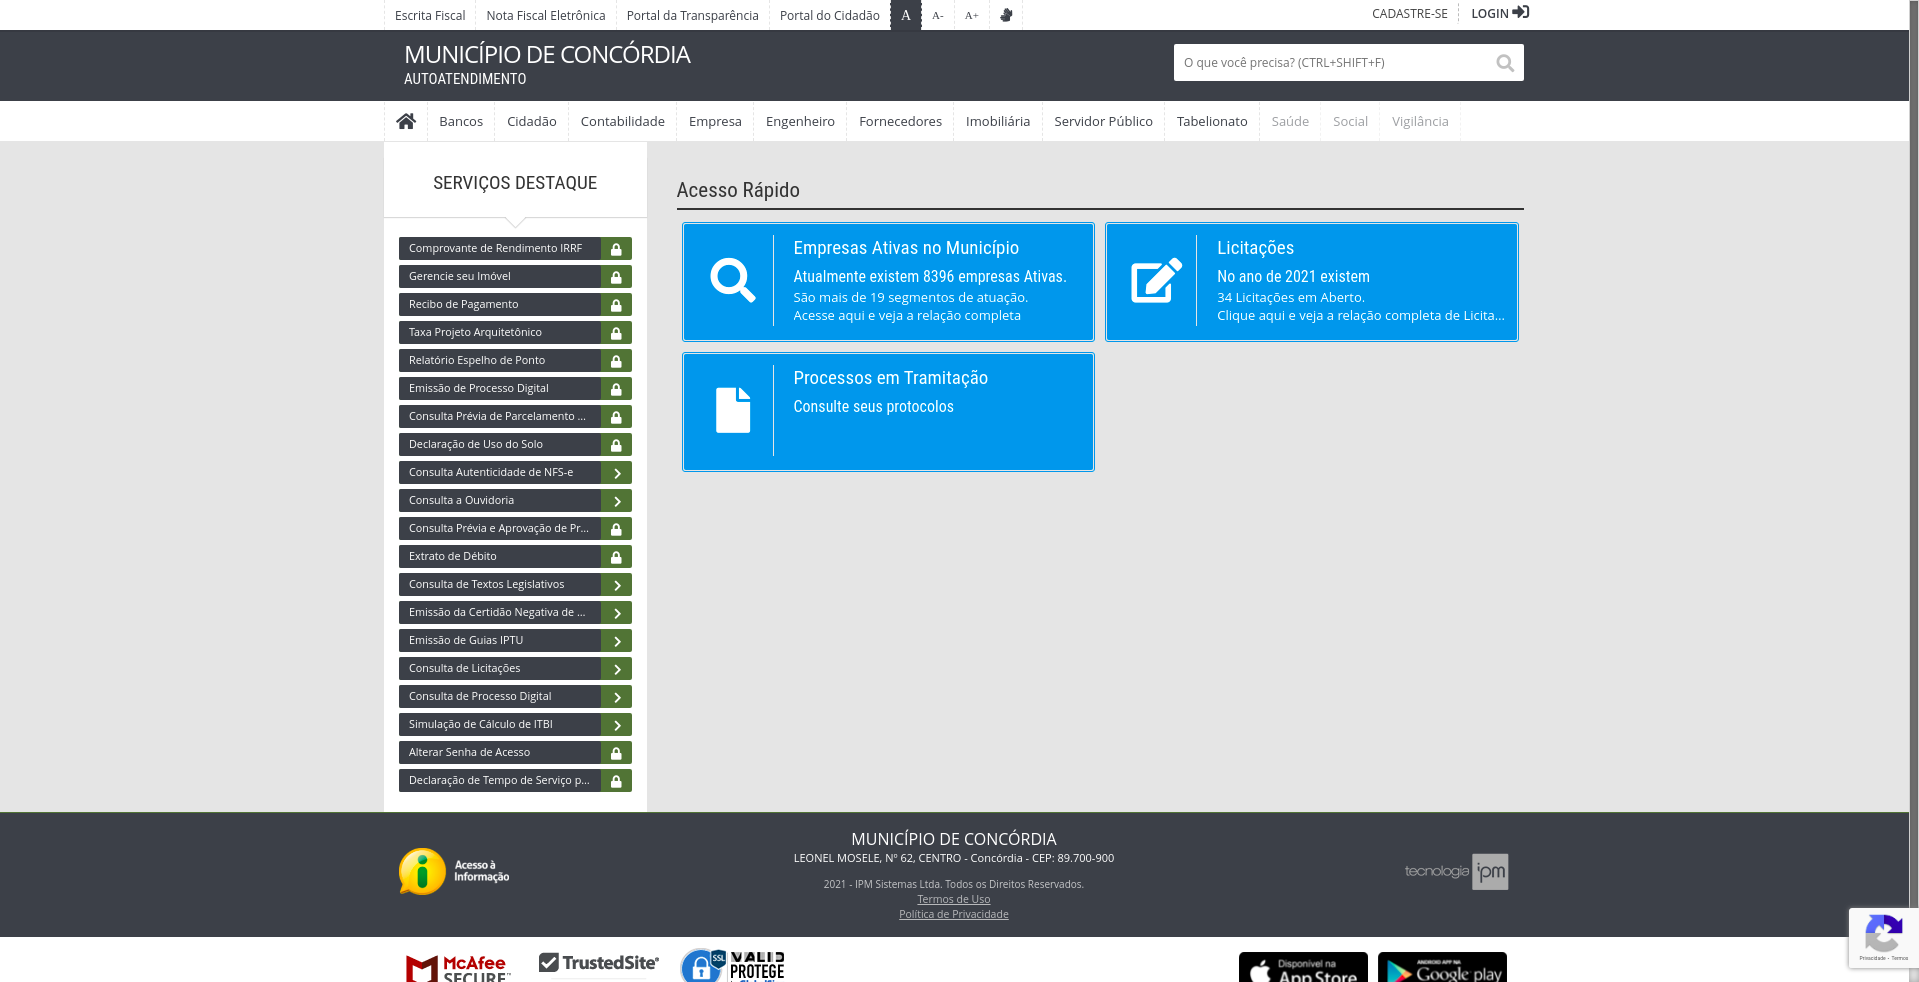 Escrita Fiscal Nota Fiscal Eletrônica Portal da Transparência Portal do Cidadão A A- A+ CADASTRE-SE LOGIN
MUNICÍPIO DE CONCÓRDIA
AUTOATENDIMENTO
O que você precisa? (CTRL+SHIFT+F)
Bancos Cidadão Contabilidade Empresa Engenheiro Fornecedores Imobiliária Servidor Público Tabelionato Saúde Social Vigilância
SERVIÇOS DESTAQUE
Comprovante de Rendimento IRRF
Gerencie seu Imóvel
Recibo de Pagamento
Taxa Projeto Arquitetônico
Relatório Espelho de Ponto
Emissão de Processo Digital
Consulta Prévia de Parcelamento ...
Declaração de Uso do Solo
Consulta Autenticidade de NFS-e
Consulta a Ouvidoria
Consulta Prévia e Aprovação de Pr...
Extrato de Débito
Consulta de Textos Legislativos
Emissão da Certidão Negativa de ...
Emissão de Guias IPTU
Consulta de Licitações
Consulta de Processo Digital
Simulação de Cálculo de ITBI
Alterar Senha de Acesso
Declaração de Tempo de Serviço p...
Acesso Rápido
Empresas Ativas no Município
Atualmente existem 8396 empresas Ativas.
São mais de 19 segmentos de atuação.
Acesse aqui e veja a relação completa
Licitações
No ano de 2021 existem
34 Licitações em Aberto.
Clique aqui e veja a relação completa de Licita...
Processos em Tramitação
Consulte seus protocolos
Acesso à
Informação
MUNICÍPIO DE CONCÓRDIA
LEONEL MOSELE, Nº 62, CENTRO - Concórdia - CEP: 89.700-900
2021 - IPM Sistemas Ltda. Todos os Direitos Reservados.
Termos de Uso
Política de Privacidade
tecnologia ipm
Privacidade - Termos
McAfee
SECURE
TrustedSite
SSL
VALID
PROTEGE
Disponível na
App Store
ANDROID APP NA
Google play